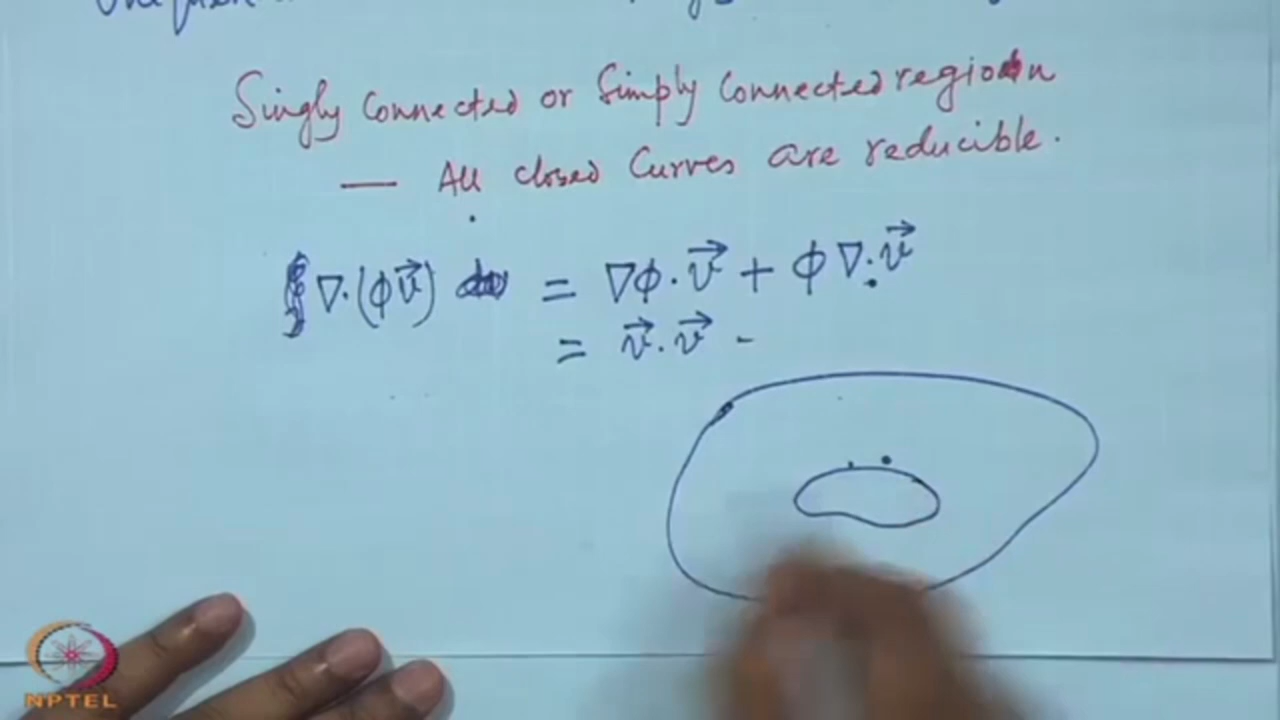 Singly Connected or Simply Connected region
— All closed Curves are reducible.
∇·(ϕv⃗) = ∇ϕ·v⃗ + ϕ∇·v⃗
= v⃗·v⃗ -
NPTEL